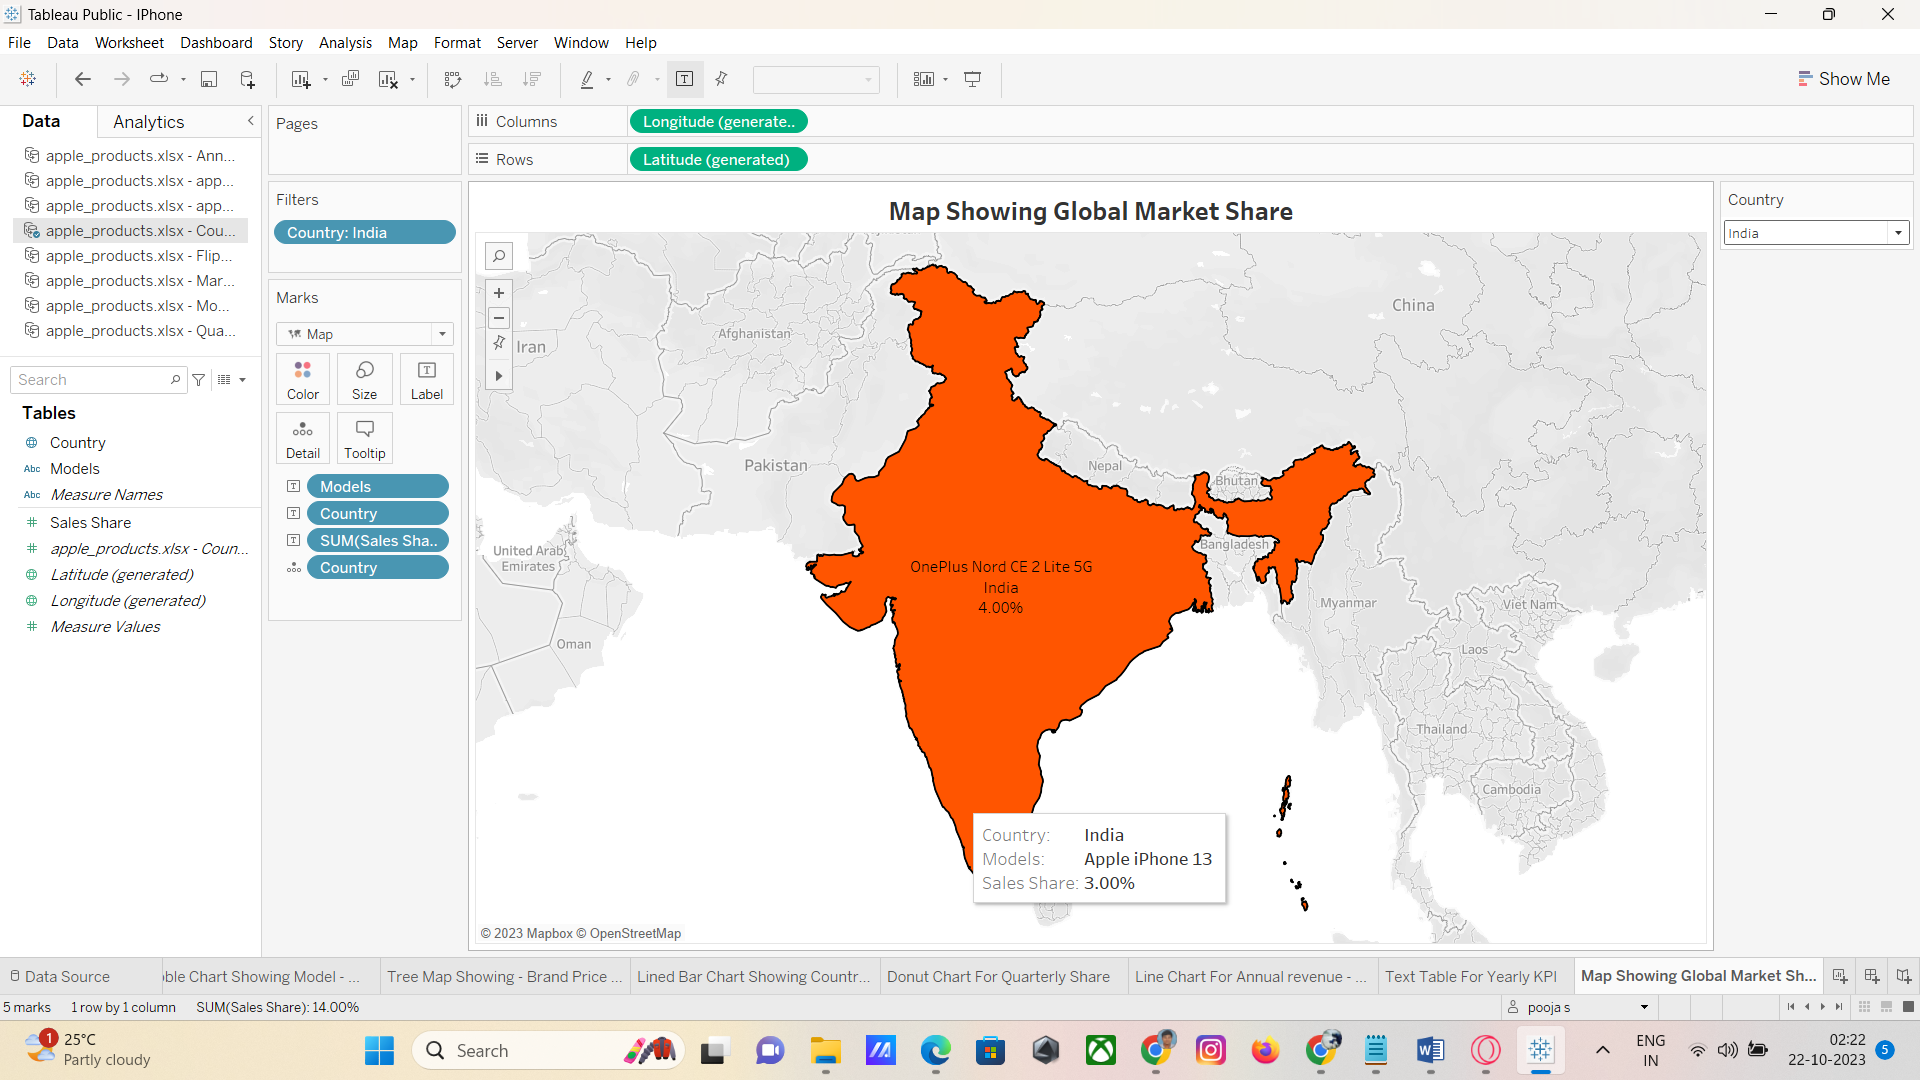 Tableau Public - IPhone
File Data Worksheet Dashboard Story Analysis Map Format Server Window Help
Show Me
Data Analytics
apple_products.xlsx - Ann...
apple_products.xlsx - app...
apple_products.xlsx - app...
apple_products.xlsx - Cou...
apple_products.xlsx - Flip...
apple_products.xlsx - Mar...
apple_products.xlsx - Mo...
apple_products.xlsx - Qua...
Search
Tables
Country
Abc Models
Abc Measure Names
Sales Share
apple_products.xlsx - Coun...
Latitude (generated)
Longitude (generated)
Measure Values
Pages
Filters
Country: India
Marks
Map
Color Size Label
Detail Tooltip
Models
Country
SUM(Sales Sha..
Country
Columns Longitude (generate..
Rows Latitude (generated)
Map Showing Global Market Share
Iran
Afghanistan
China
Pakistan
Nepal
Bhutan
United Arab
Emirates
Bangladesh
Oman
Myanmar
Viet Nam
Laos
Thailand
Cambodia
OnePlus Nord CE 2 Lite 5G
India
4.00%
Country: India
Models: Apple iPhone 13
Sales Share: 3.00%
© 2023 Mapbox © OpenStreetMap
Country
India
Data Source ble Chart Showing Model - ... Tree Map Showing - Brand Price ... Lined Bar Chart Showing Countr... Donut Chart For Quarterly Share Line Chart For Annual revenue - ... Text Table For Yearly KPI Map Showing Global Market Sh...
5 marks 1 row by 1 column SUM(Sales Share): 14.00% pooja s
1
25°C
Partly cloudy
Search
ENG
IN
02:22
22-10-2023
5